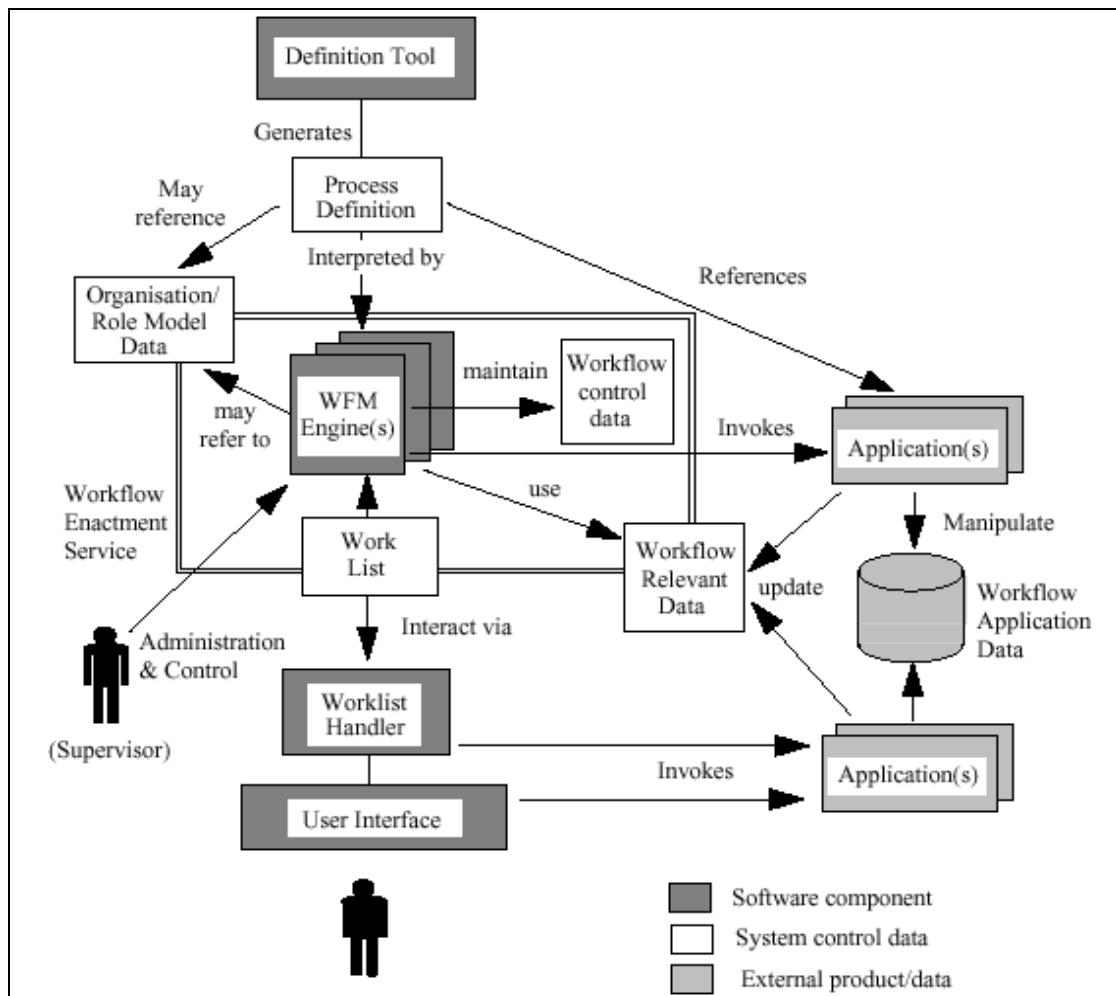 Definition Tool
Generates
Process
Definition
May
reference
Interpreted by
References
Organisation/
Role Model
Data
WFM
Engine(s)
maintain
Workflow
control
data
may
refer to
Invokes
Application(s)
use
Workflow
Enactment
Service
Work
List
Workflow
Relevant
Data
Manipulate
update
Workflow
Application
Data
Interact via
Administration
& Control
(Supervisor)
Worklist
Handler
Invokes
Application(s)
User Interface
Software component
System control data
External product/data